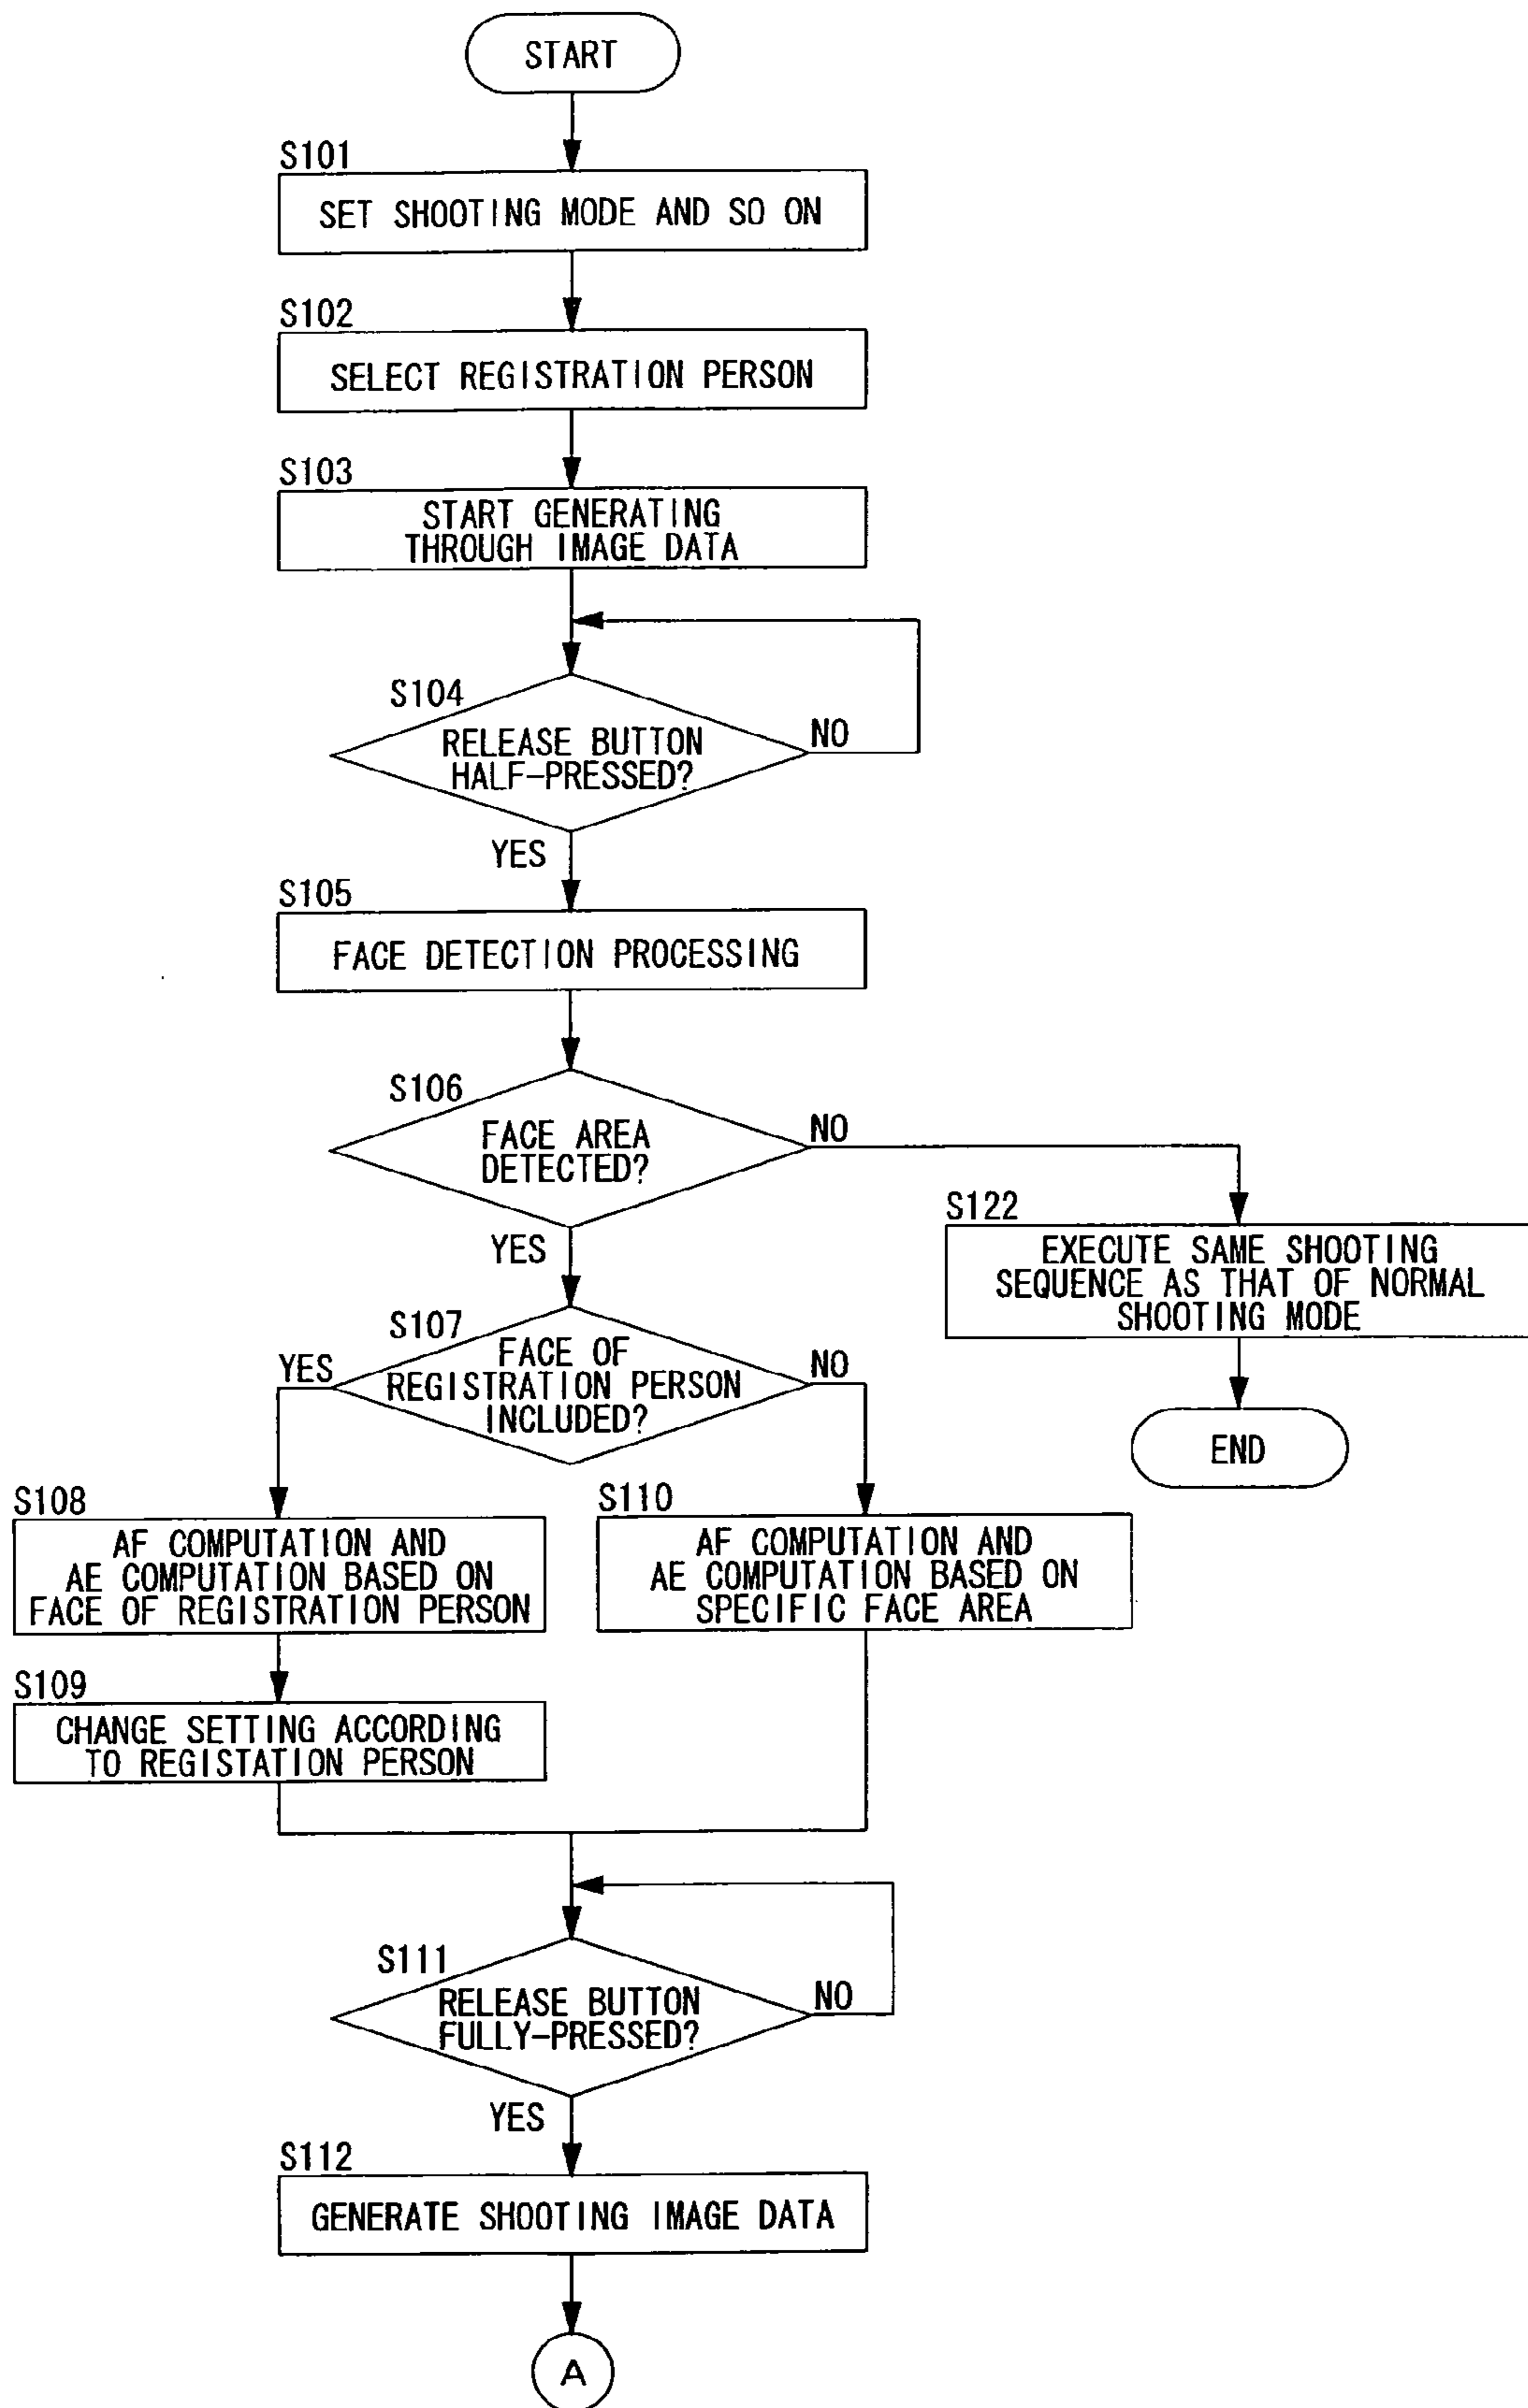 START
S101
SET SHOOTING MODE AND SO ON
S102
SELECT REGISTRATION PERSON
S103
START GENERATING
THROUGH IMAGE DATA
S104
RELEASE BUTTON
HALF-PRESSED?
NO
YES
S105
FACE DETECTION PROCESSING
S106
FACE AREA
DETECTED?
NO
YES
S122
EXECUTE SAME SHOOTING
SEQUENCE AS THAT OF NORMAL
SHOOTING MODE
END
S107
FACE OF
REGISTRATION PERSON
INCLUDED?
YES
NO
S108
AF COMPUTATION AND
AE COMPUTATION BASED ON
FACE OF REGISTRATION PERSON
S110
AF COMPUTATION AND
AE COMPUTATION BASED ON
SPECIFIC FACE AREA
S109
CHANGE SETTING ACCORDING
TO REGISTATION PERSON
S111
RELEASE BUTTON
FULLY-PRESSED?
NO
YES
S112
GENERATE SHOOTING IMAGE DATA
A